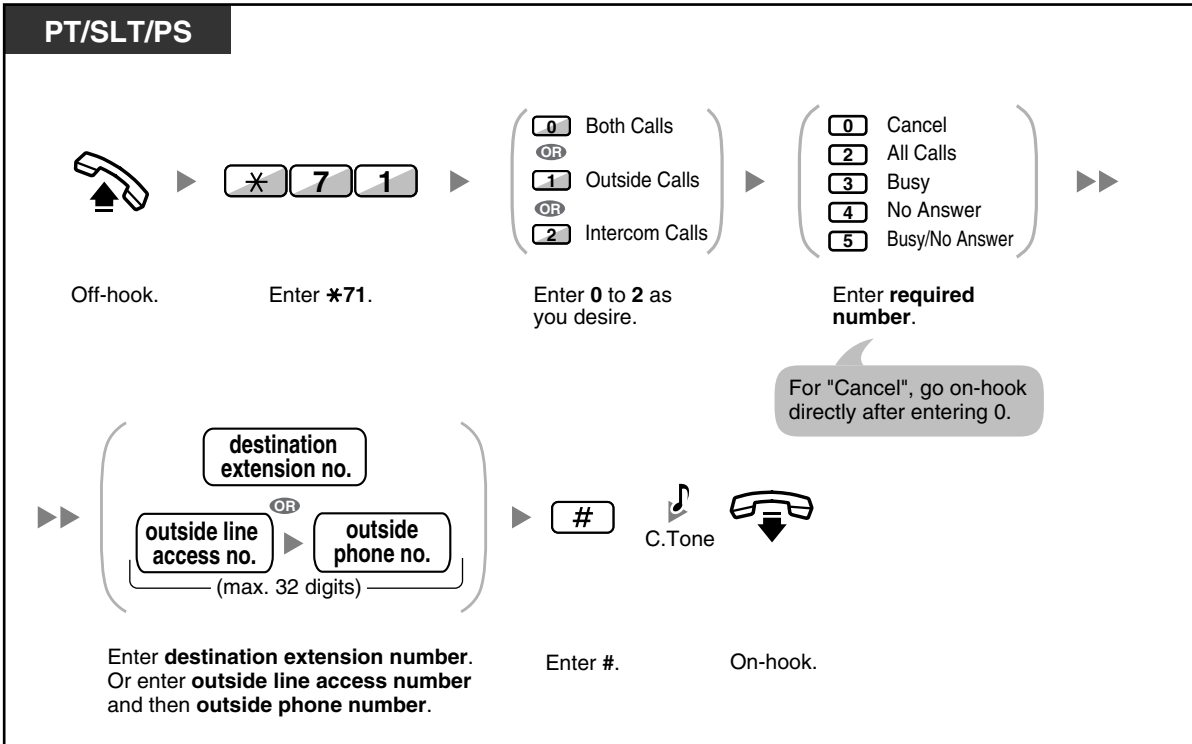 PT/SLT/PS
0 Both Calls
OR
1 Outside Calls
OR
2 Intercom Calls
0 Cancel
2 All Calls
3 Busy
4 No Answer
5 Busy/No Answer
* 7 1
Off-hook.
Enter *71.
Enter 0 to 2 as
you desire.
Enter required
number.
For "Cancel", go on-hook
directly after entering 0.
destination
extension no.
OR
outside line
access no.
outside
phone no.
(max. 32 digits)
#
C.Tone
Enter destination extension number.
Or enter outside line access number
and then outside phone number.
Enter #.
On-hook.